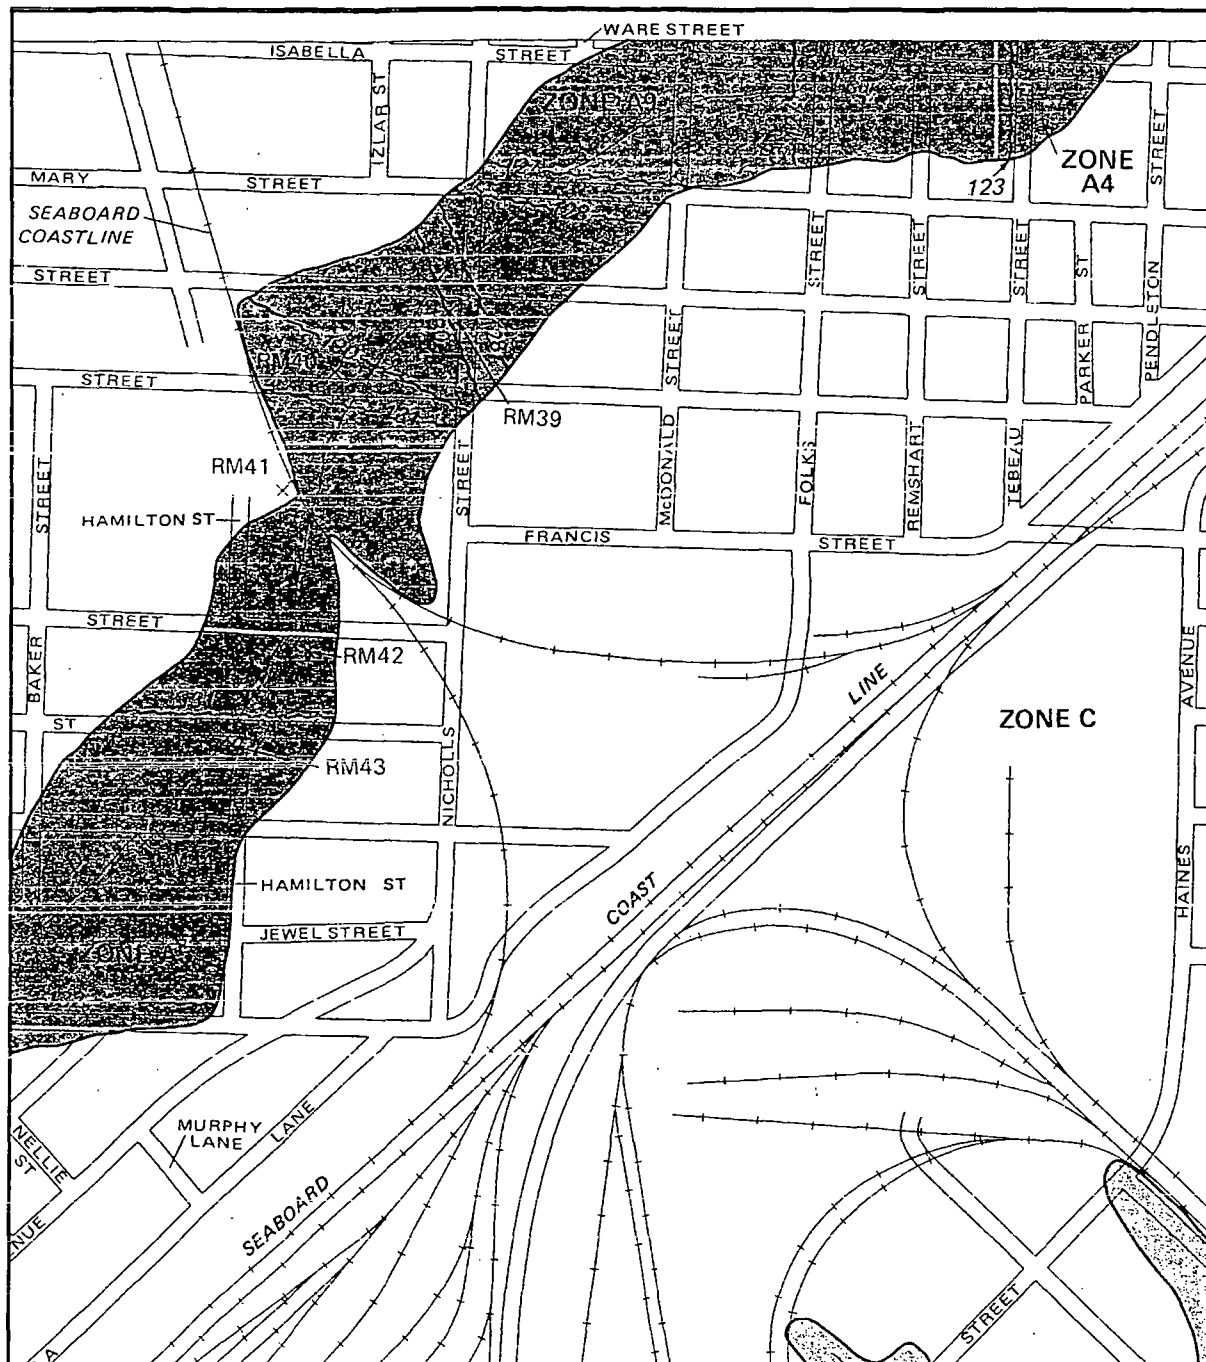 WARE STREET
ISABELLA
STREET
IZLAR ST
ZONE A9
STREET
ZONE
A4
123
MARY
STREET
SEABOARD
COASTLINE
STREET
STREET
STREET
STREET
PARKER ST
PENDLETON
STREET
RM40
STREET
RM39
McDONALD
FOLKS
REMSHART
TEBEAU
RM41
STREET
STREET
HAMILTON ST
FRANCIS
STREET
STREET
BAKER
RM42
LINE
AVENUE
ST
ZONE C
RM43
NICHOLLS
HAMILTON ST
COAST
HAINES
JEWEL STREET
MURPHY
LANE
LANE
NELLIE
ST
SEABOARD
STREET